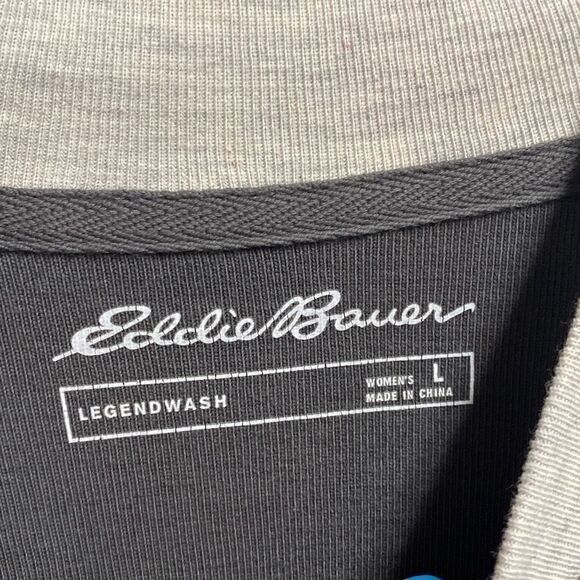 Eddie Bauer
LEGENDWASH
WOMEN'S L
MADE IN CHINA